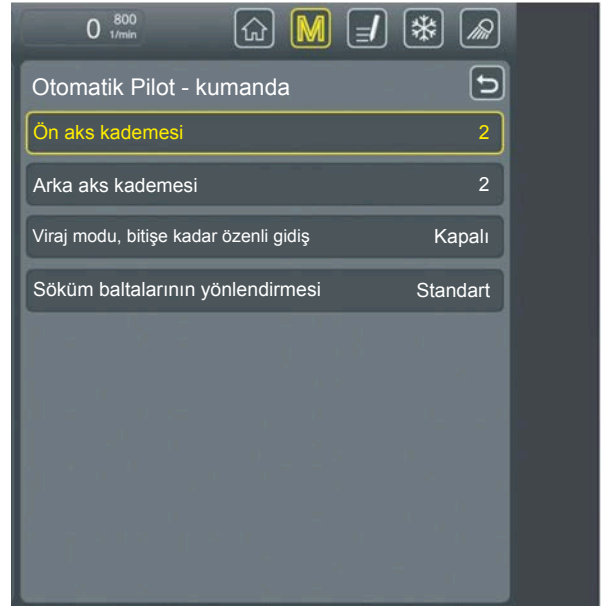 0 800
1/min
M
Otomatik Pilot - kumanda
Ön aks kademesi 2
Arka aks kademesi 2
Viraj modu, bitişe kadar özenli gidiş Kapalı
Söküm baltalarının yönlendirmesi Standart